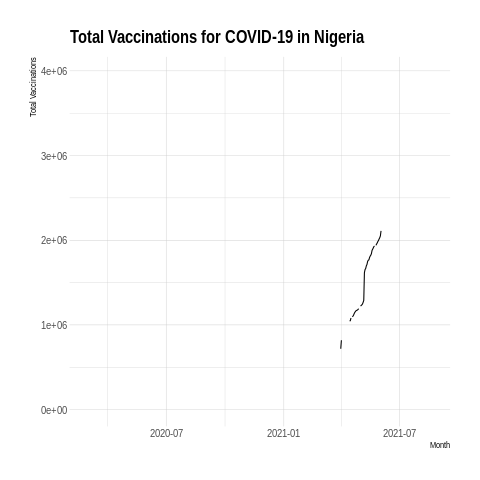 Total Vaccinations for COVID-19 in Nigeria
Total Vaccinations
4e+06
3e+06
2e+06
1e+06
0e+00
2020-07
2021-01
2021-07
Month